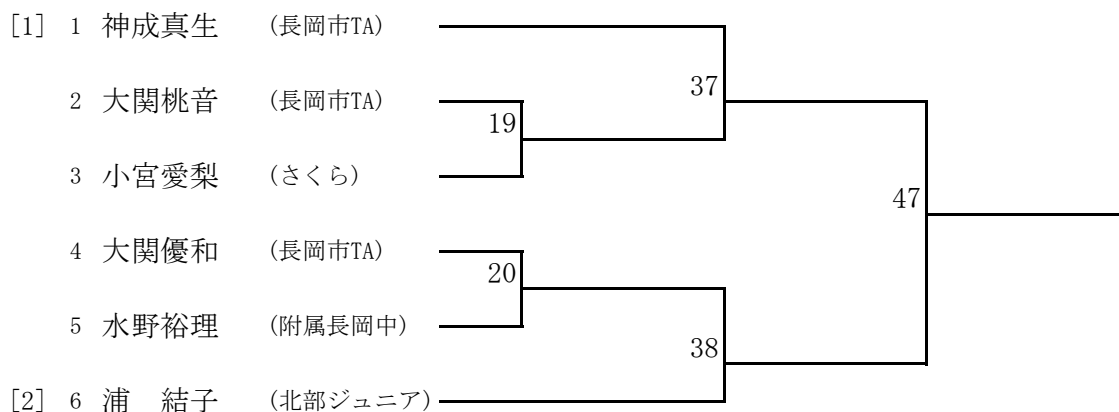 [1] 1 神成真生 (長岡市TA)
37
2 大関桃音 (長岡市TA)
19
3 小宮愛梨 (さくら)
47
4 大関優和 (長岡市TA)
20
5 水野裕理 (附属長岡中)
38
[2] 6 浦 結子 (北部ジュニア)